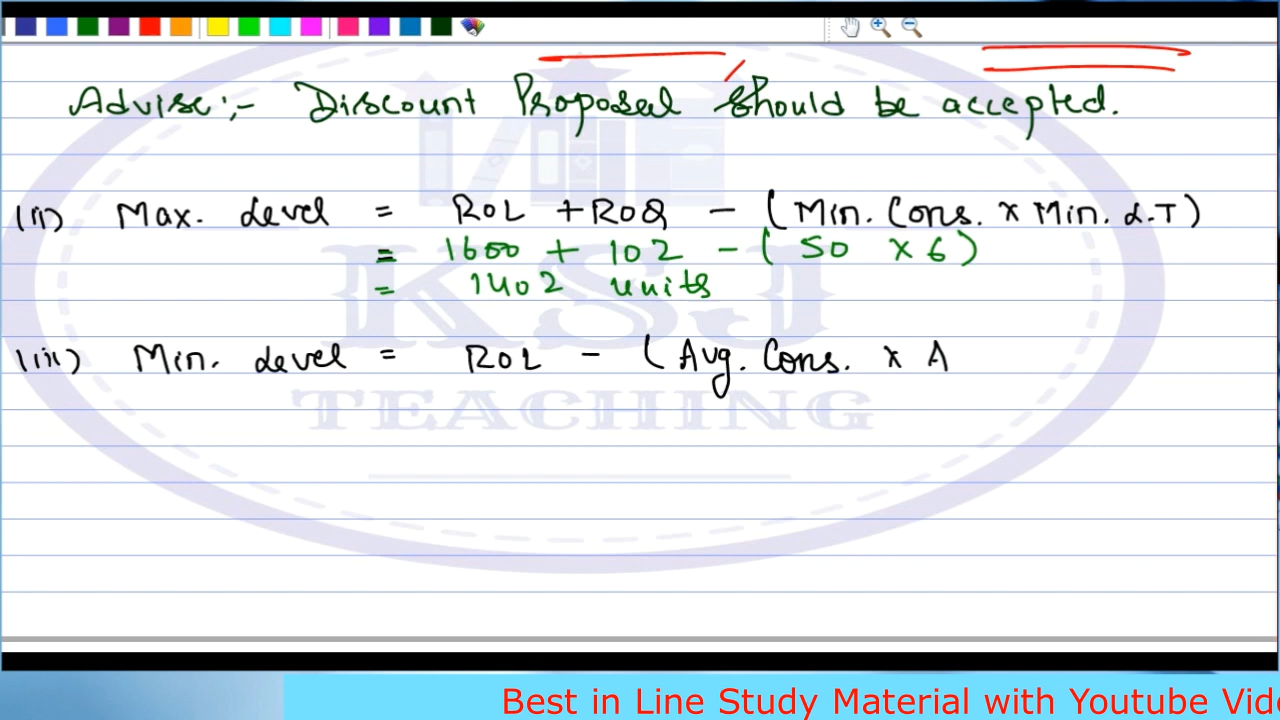 Advise:- Discount Proposal should be accepted.
(ii) Max. Level = ROL + ROQ - (Min. Cons. x Min. L.T)
= 1600 + 102 - ( 50 x 6 )
= 1402 units
(iii) Min. Level = ROL - ( Avg. Cons. x A
KSJ
TEACHING
Best in Line Study Material with Youtube Vid